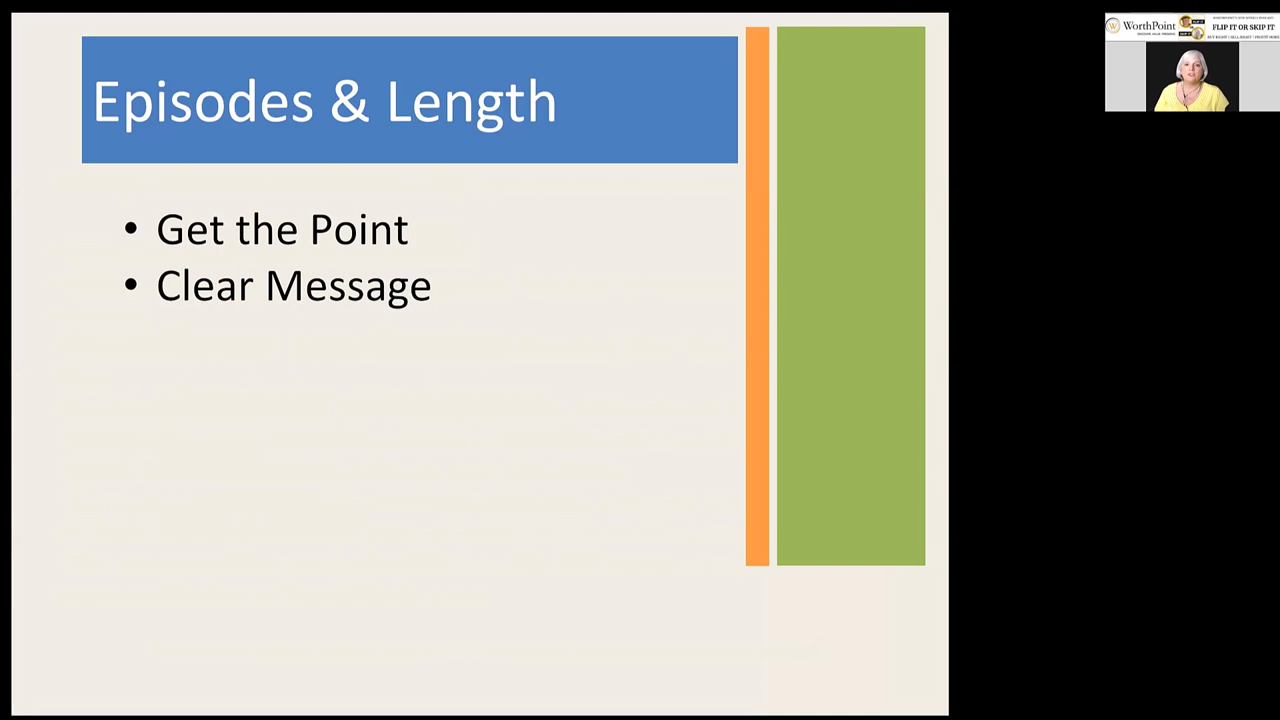 Episodes & Length
• Get the Point
• Clear Message
WorthPoint
FLIP IT OR SKIP IT